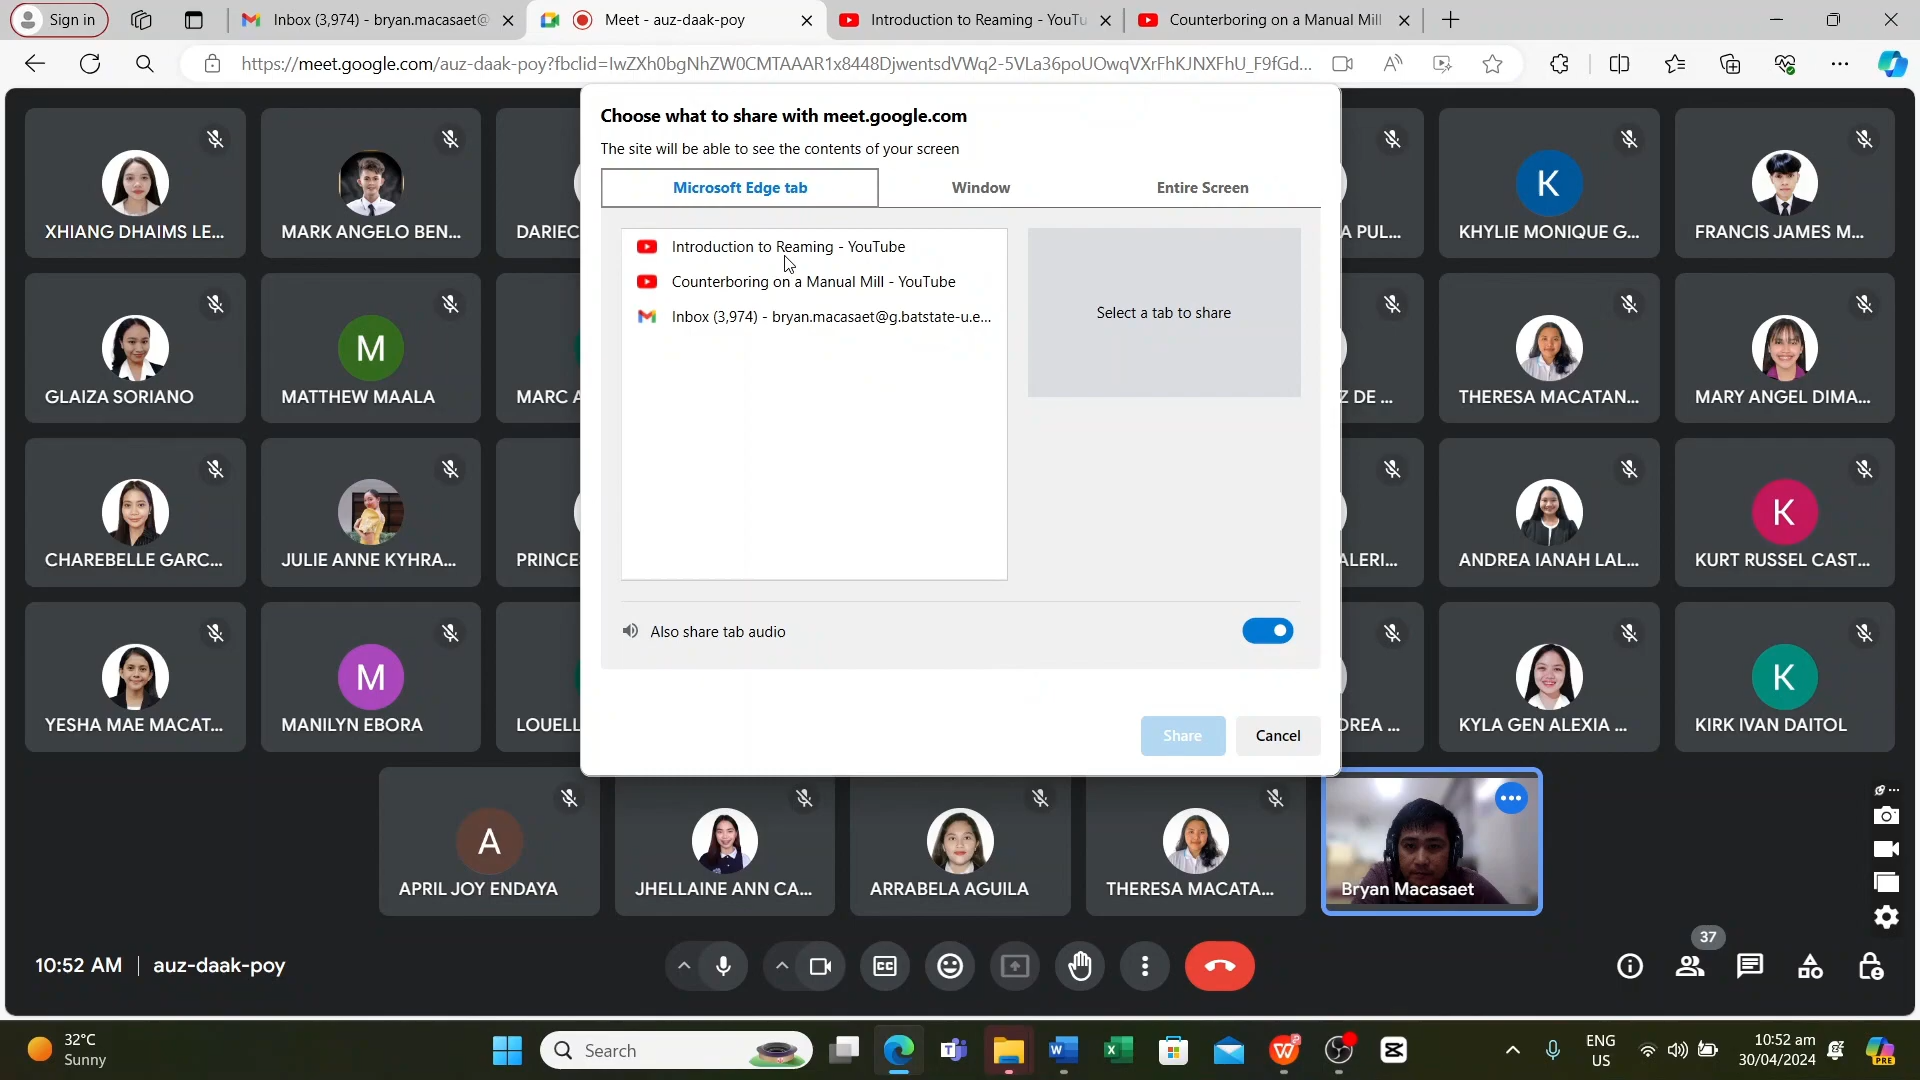 Sign in
Inbox (3,974) - bryan.macasaet@
Meet - auz-daak-poy
Introduction to Reaming - YouTu
Counterboring on a Manual Mill
https://meet.google.com/auz-daak-poy?fbclid=IwZXh0bgNhZW0CMTAAAR1x8448DjwentsdVWq2-5VLa36poUOwqVXrFhKJNXFhU_F9fGd...
Choose what to share with meet.google.com
The site will be able to see the contents of your screen
Microsoft Edge tab
Window
Entire Screen
Introduction to Reaming - YouTube
Counterboring on a Manual Mill - YouTube
Inbox (3,974) - bryan.macasaet@g.batstate-u.e...
Select a tab to share
Also share tab audio
Share
Cancel
XHIANG DHAIMS LE...
MARK ANGELO BEN...
DARIEC
A PUL...
K
KHYLIE MONIQUE G...
FRANCIS JAMES M...
GLAIZA SORIANO
M
MATTHEW MAALA
MARC A
Z DE ...
THERESA MACATAN...
MARY ANGEL DIMA...
CHAREBELLE GARC...
JULIE ANNE KYHRA...
PRINCE
ALERI...
ANDREA IANAH LAL...
K
KURT RUSSEL CAST...
YESHA MAE MACAT...
M
MANILYN EBORA
LOUELL
DREA ...
KYLA GEN ALEXIA ...
K
KIRK IVAN DAITOL
A
APRIL JOY ENDAYA
JHELLAINE ANN CA...
ARRABELA AGUILA
THERESA MACATA...
Bryan Macasaet
10:52 AM
auz-daak-poy
37
32°C
Sunny
Search
ENG
US
10:52 am
30/04/2024
PRE